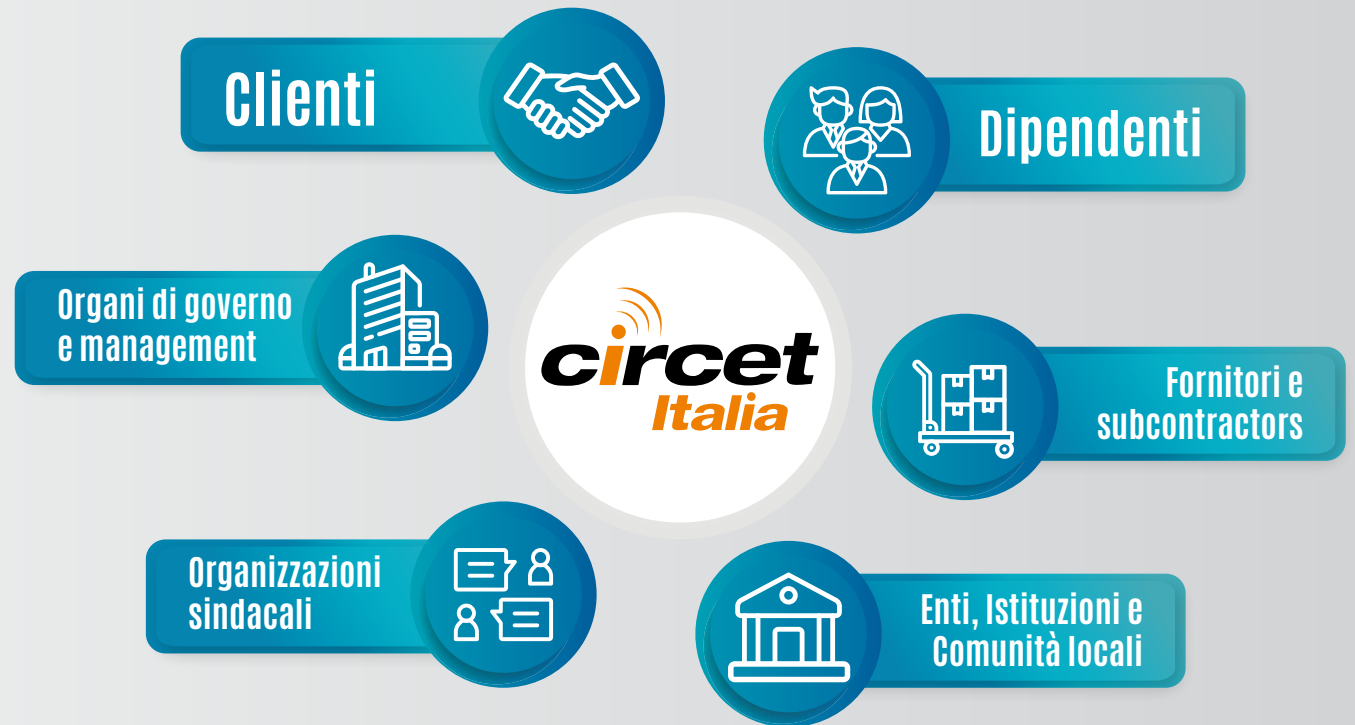 Clienti
Dipendenti
Organi di governo
e management
circet
Italia
Fornitori e
subcontractors
Organizzazioni
sindacali
Enti, Istituzioni e
Comunità locali